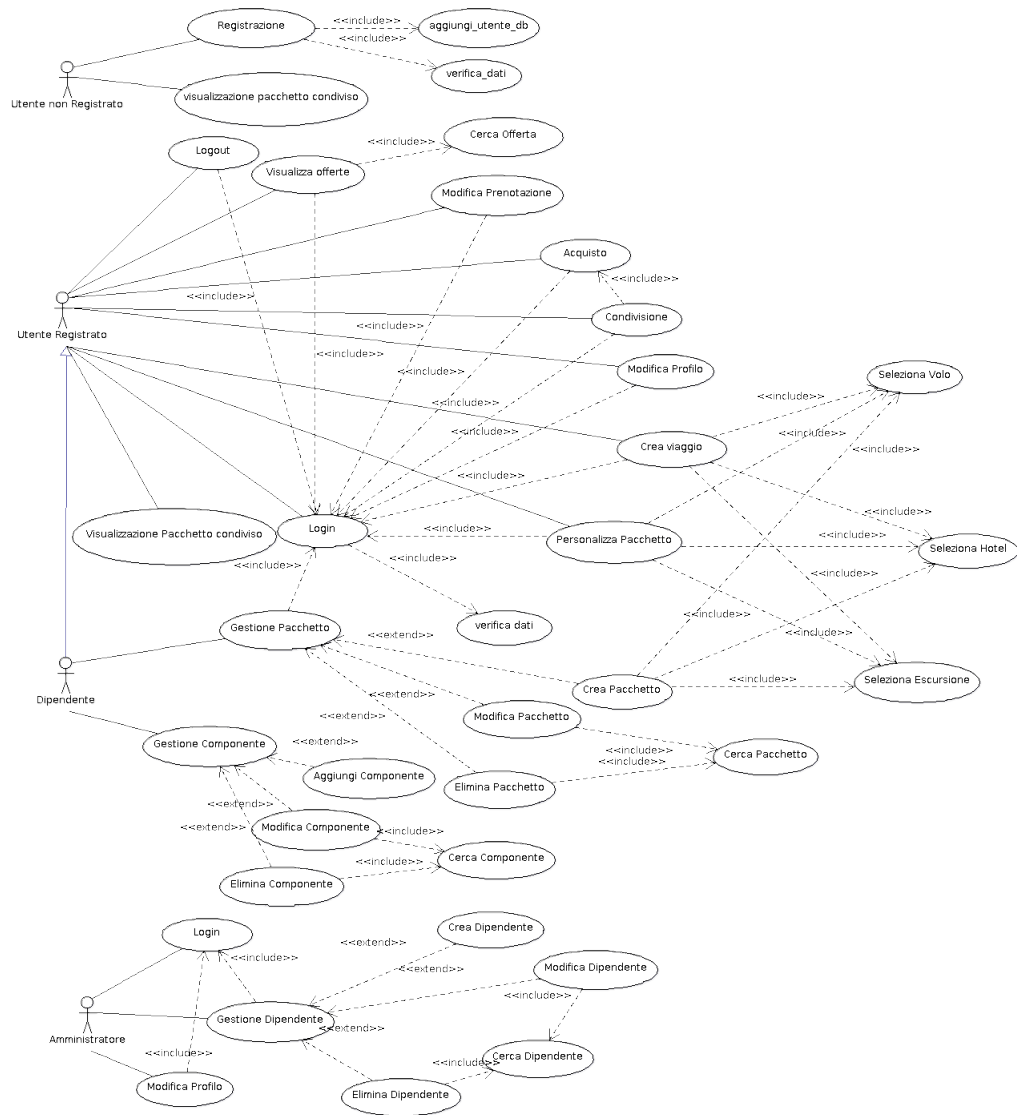 Registrazione
<<include>>
aggiungi_utente_db
<<include>>
verifica_dati
Utente non Registrato
visualizzazione pacchetto condiviso
Cerca Offerta
<<include>>
Logout
Visualizza offerte
Modifica Prenotazione
Acquisto
<<include>>
<<include>>
Condivisione
<<include>>
Utente Registrato
<<include>>
<<include>>
Modifica Profilo
Seleziona Volo
<<include>>
<<include>>
<<include>>
<<include>>
Crea viaggio
<<include>>
<<include>>
<<include>>
Visualizzazione Pacchetto condiviso
Login
<<include>>
Personalizza Pacchetto
<<include>>
Seleziona Hotel
<<include>>
<<include>>
<<include>>
Gestione Pacchetto
verifica dati
<<extend>>
<<include>>
Dipendente
Crea Pacchetto
<<include>>
Seleziona Escursione
<<extend>>
<<extend>>
Modifica Pacchetto
Gestione Componente
<<extend>>
<<include>>
<<include>>
Cerca Pacchetto
Aggiungi Componente
Elimina Pacchetto
<<extend>>
<<extend>>
Modifica Componente
<<include>>
<<include>>
Cerca Componente
Elimina Componente
Login
Crea Dipendente
<<extend>>
<<include>>
<<extend>>
Modifica Dipendente
<<include>>
Gestione Dipendente
<<extend>>
Amministratore
<<include>>
<<include>>
Cerca Dipendente
Modifica Profilo
Elimina Dipendente